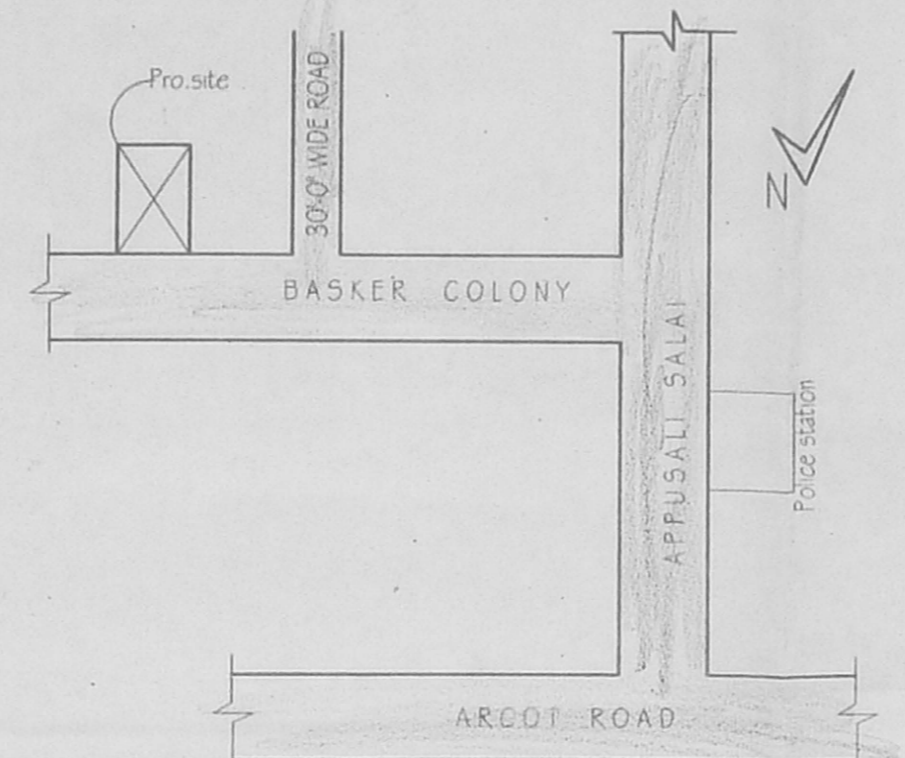 Pro.site
30'-0" WIDE ROAD
N
BASKER COLONY
APPUSALI SALAI
Police station
ARCOT ROAD